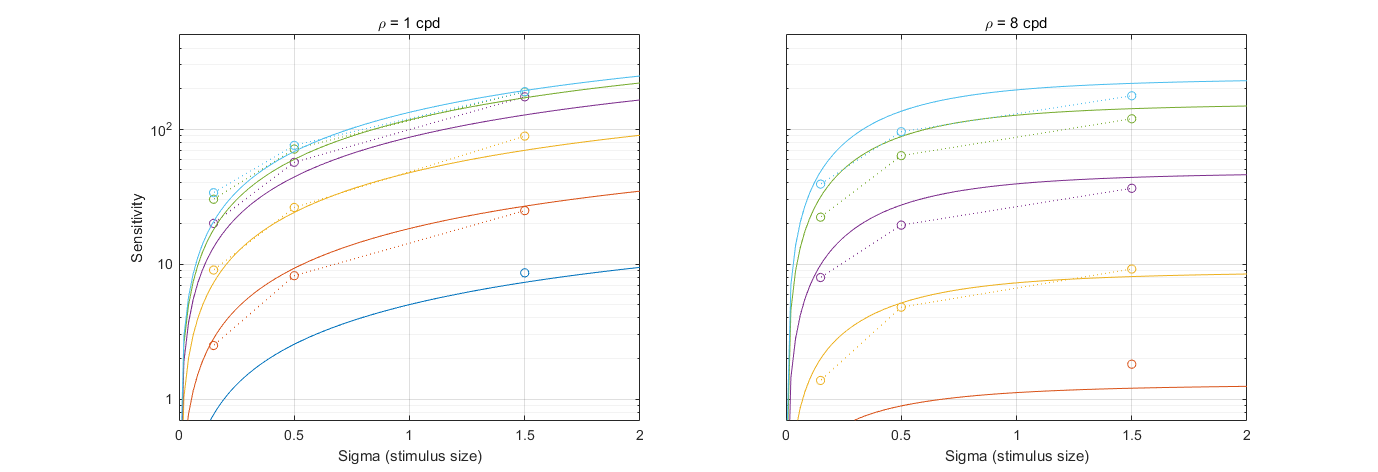 ρ = 1 cpd
Sensitivity
10²
10
1
0
0.5
1
1.5
2
Sigma (stimulus size)
ρ = 8 cpd
0
0.5
1
1.5
2
Sigma (stimulus size)